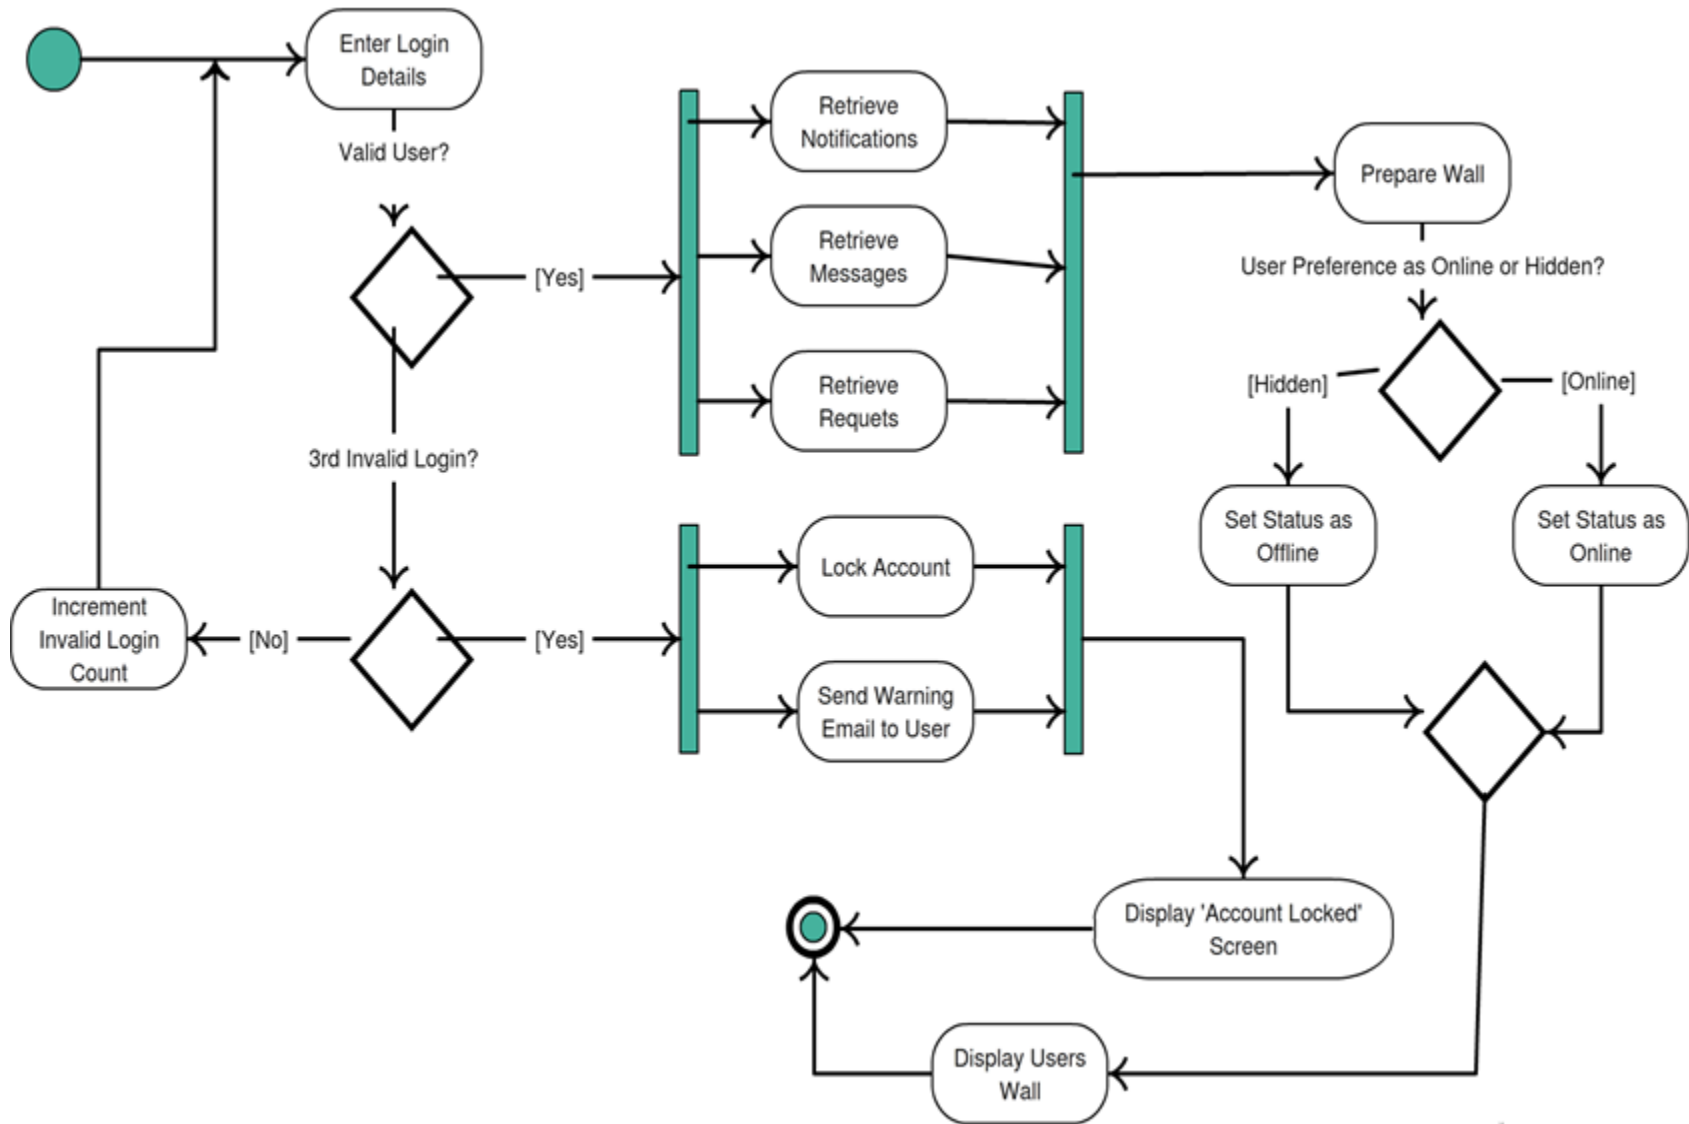 Enter Login
Details
Valid User?
[Yes]
3rd Invalid Login?
[No]
Increment
Invalid Login
Count
[Yes]
Retrieve
Notifications
Retrieve
Messages
Retrieve
Requets
Lock Account
Send Warning
Email to User
Prepare Wall
User Preference as Online or Hidden?
[Hidden]
[Online]
Set Status as
Offline
Set Status as
Online
Display 'Account Locked'
Screen
Display Users
Wall